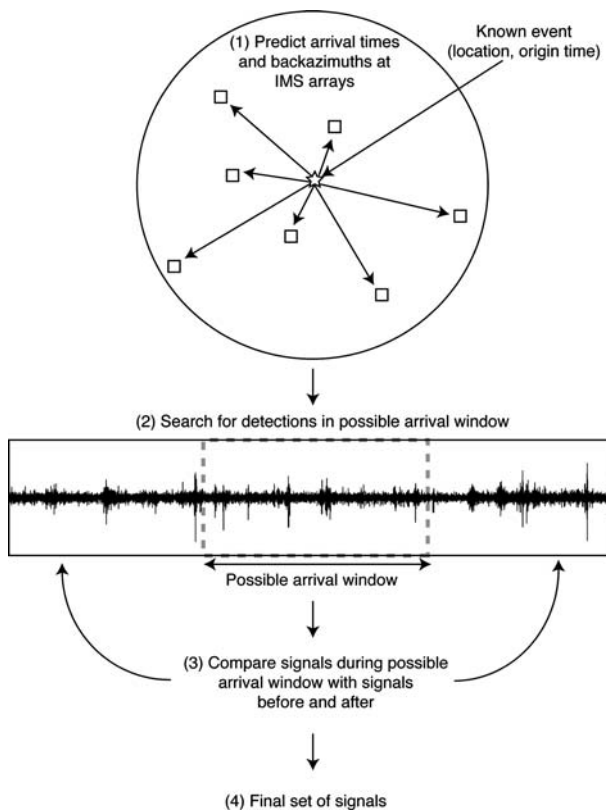 Known event
(location, origin time)
(1) Predict arrival times
and backazimuths at
IMS arrays
(2) Search for detections in possible arrival window
Possible arrival window
(3) Compare signals during possible
arrival window with signals
before and after
(4) Final set of signals